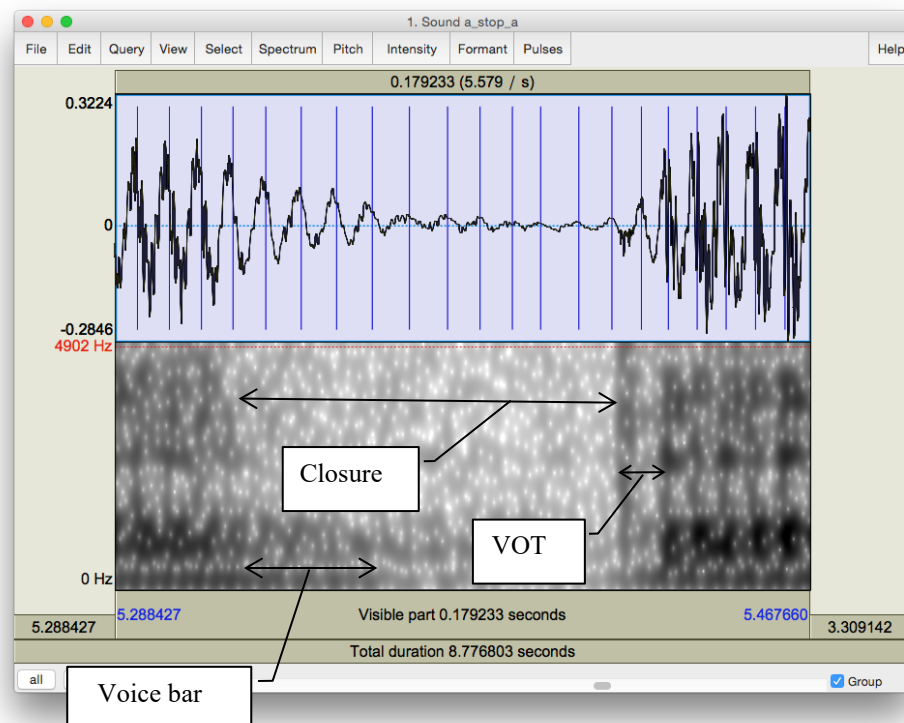 1. Sound a_stop_a
File Edit Query View Select Spectrum Pitch Intensity Formant Pulses Help
0.179233 (5.579 / s)
0.3224
0
-0.2846
4902 Hz
Closure
VOT
0 Hz
5.288427 Visible part 0.179233 seconds 5.467660
5.288427 3.309142
Total duration 8.776803 seconds
all Group
Voice bar